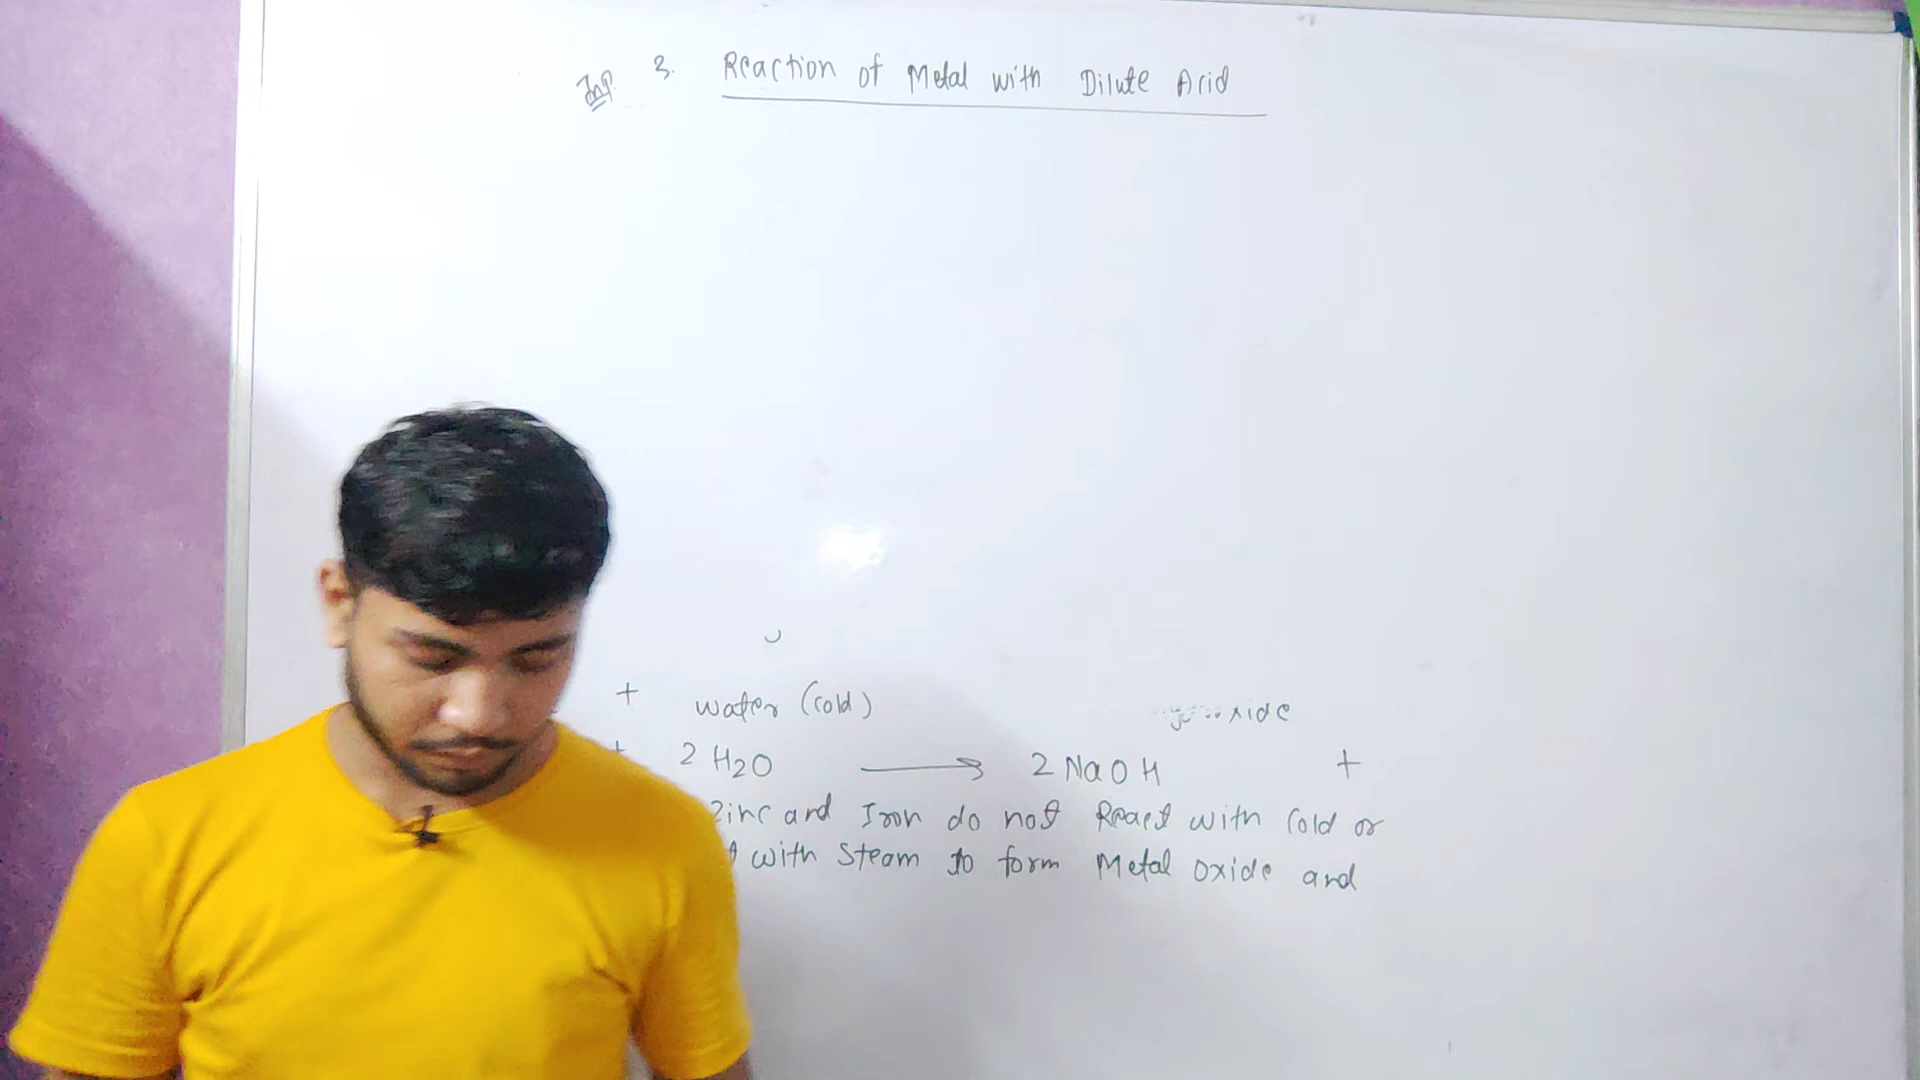 Imp. 3. Reaction of Metal with Dilute Acid
+ water (cold) oxide
+ 2 H2O → 2 NaOH +
Zinc and Iron do not React with Cold or
with Steam to form Metal oxide and